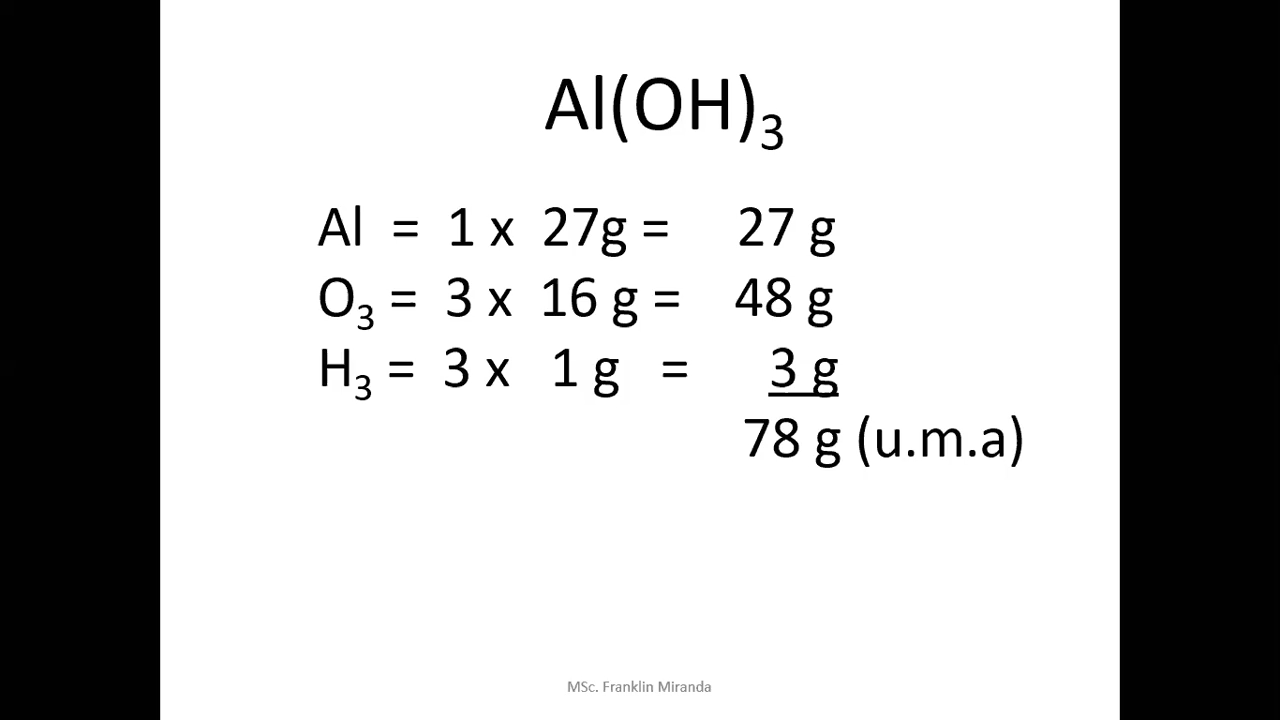 Al(OH)₃
Al = 1 x 27g = 27 g
O₃ = 3 x 16 g = 48 g
H₃ = 3 x 1 g = 3 g
78 g (u.m.a)
MSc. Franklin Miranda